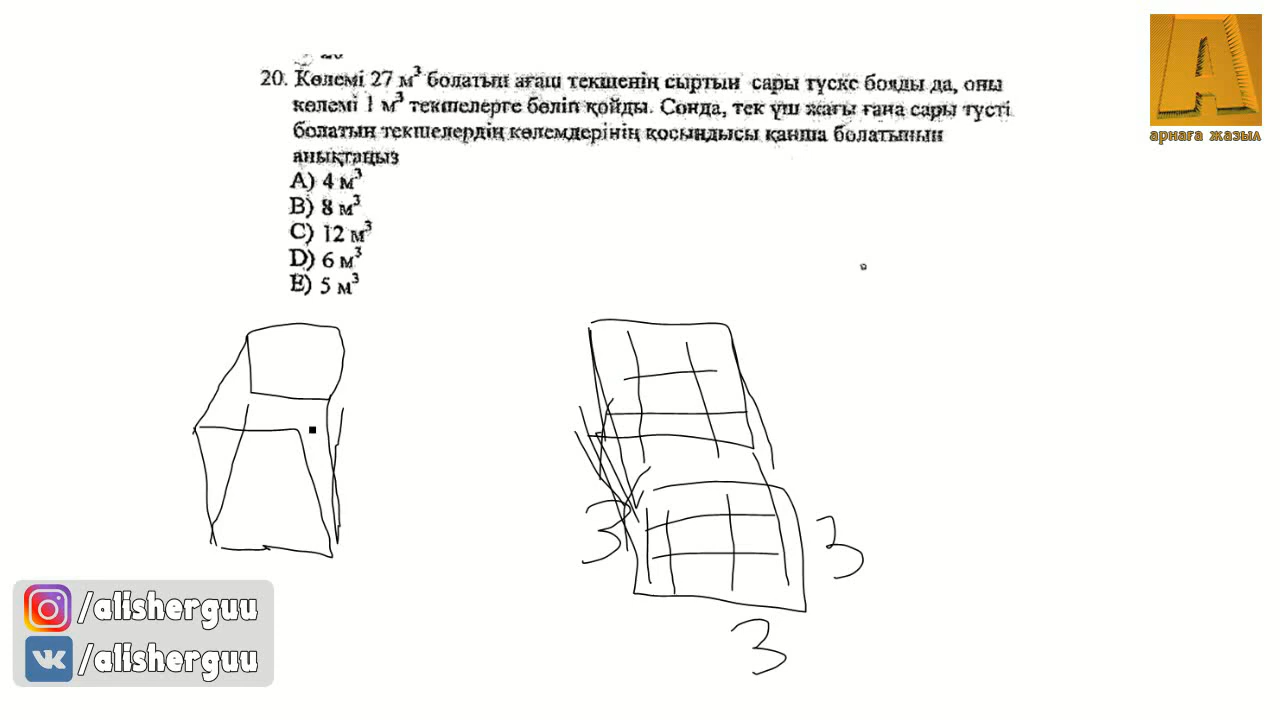 20. Көлемі 27 м³ болатын ағаш текшенің сыртын сары түске бояды да, оны
көлемі 1 м³ текшелерге бөліп қойды. Сонда, тек үш жағы ғана сары түсті
болатын текшелердің көлемдерінің қосындысы қанша болатынын
анықтаңыз
A) 4 м³
B) 8 м³
C) 12 м³
D) 6 м³
E) 5 м³
A
арнаға жазыл
3
3
3
/alisherguu
/alisherguu